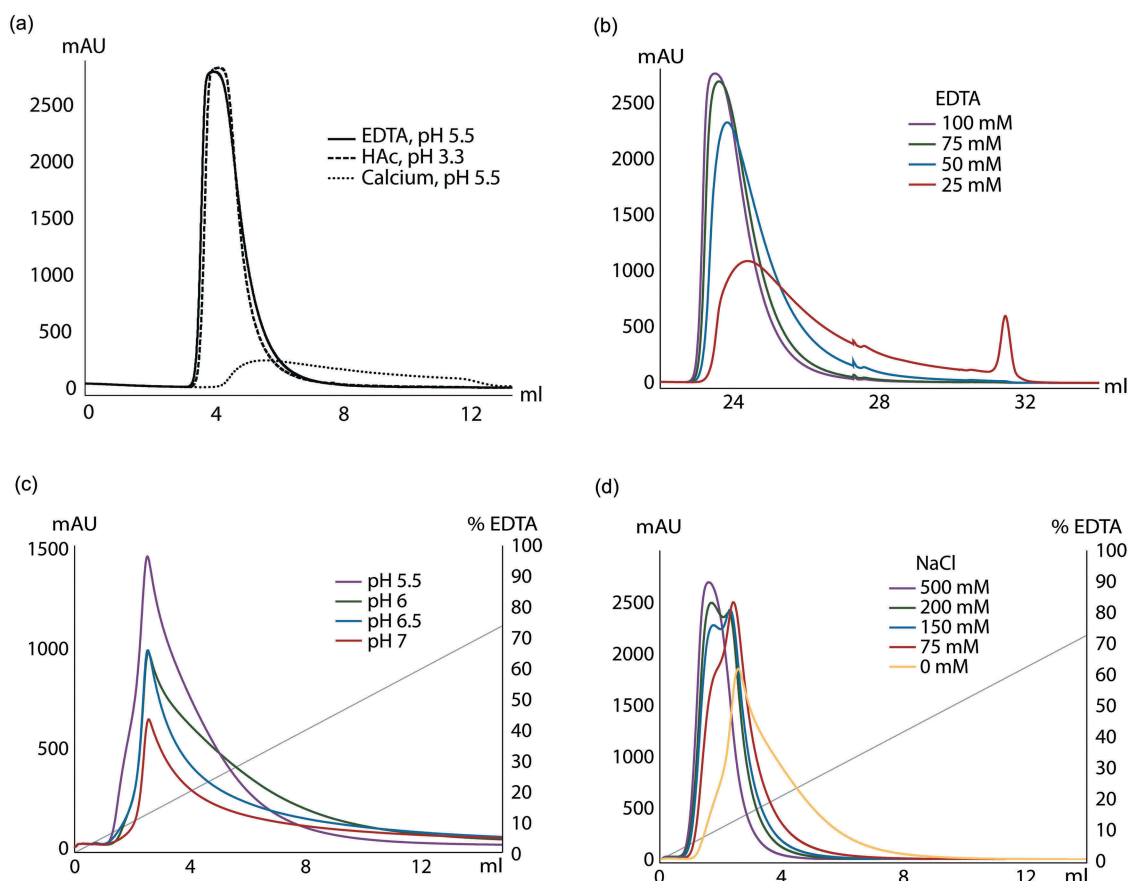 (a)
mAU
2500
2000
1500
1000
500
0
0 4 8 12
ml
EDTA, pH 5.5
HAc, pH 3.3
Calcium, pH 5.5
(b)
mAU
2500
2000
1500
1000
500
0
24 28 32
ml
EDTA
100 mM
75 mM
50 mM
25 mM
(c)
mAU
1500
1000
500
0
% EDTA
100
90
80
70
60
50
40
30
20
10
0
4 8 12
ml
pH 5.5
pH 6
pH 6.5
pH 7
(d)
mAU
2500
2000
1500
1000
500
0
% EDTA
100
90
80
70
60
50
40
30
20
10
0
0 4 8 12
ml
NaCl
500 mM
200 mM
150 mM
75 mM
0 mM